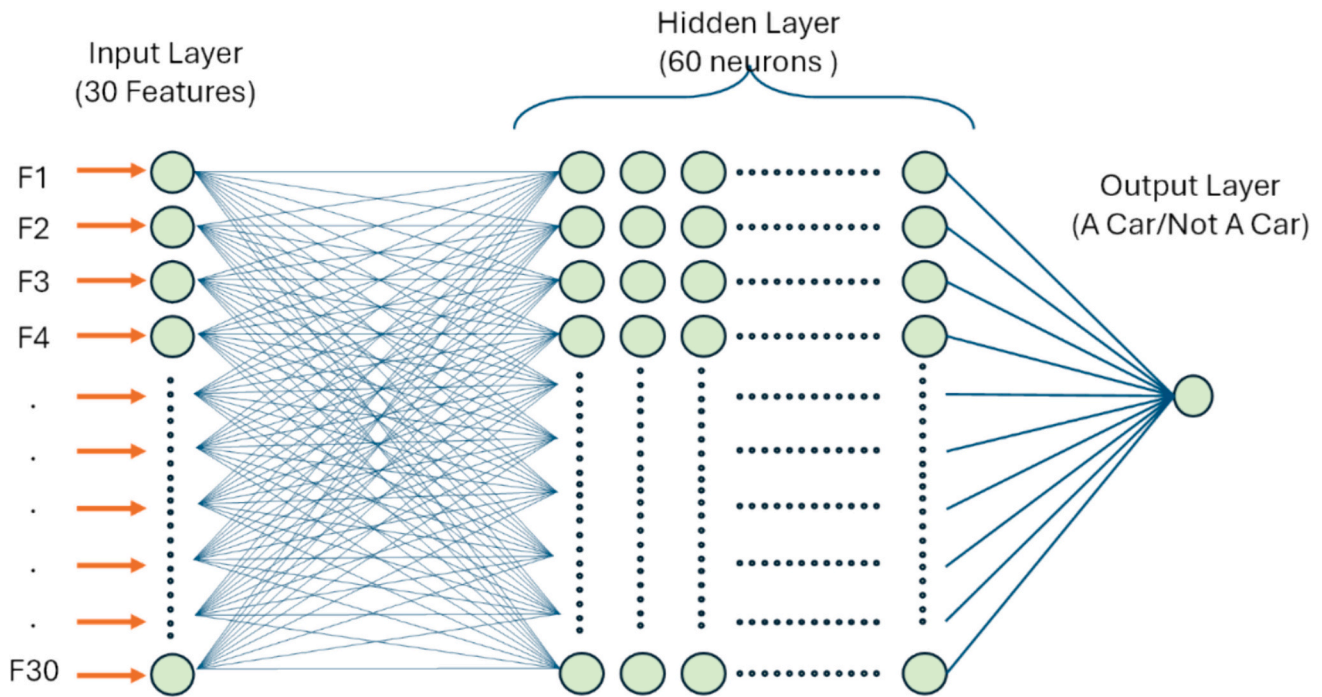 Input Layer
(30 Features)
Hidden Layer
(60 neurons )
Output Layer
(A Car/Not A Car)
F1
F2
F3
F4
.
.
.
.
.
F30